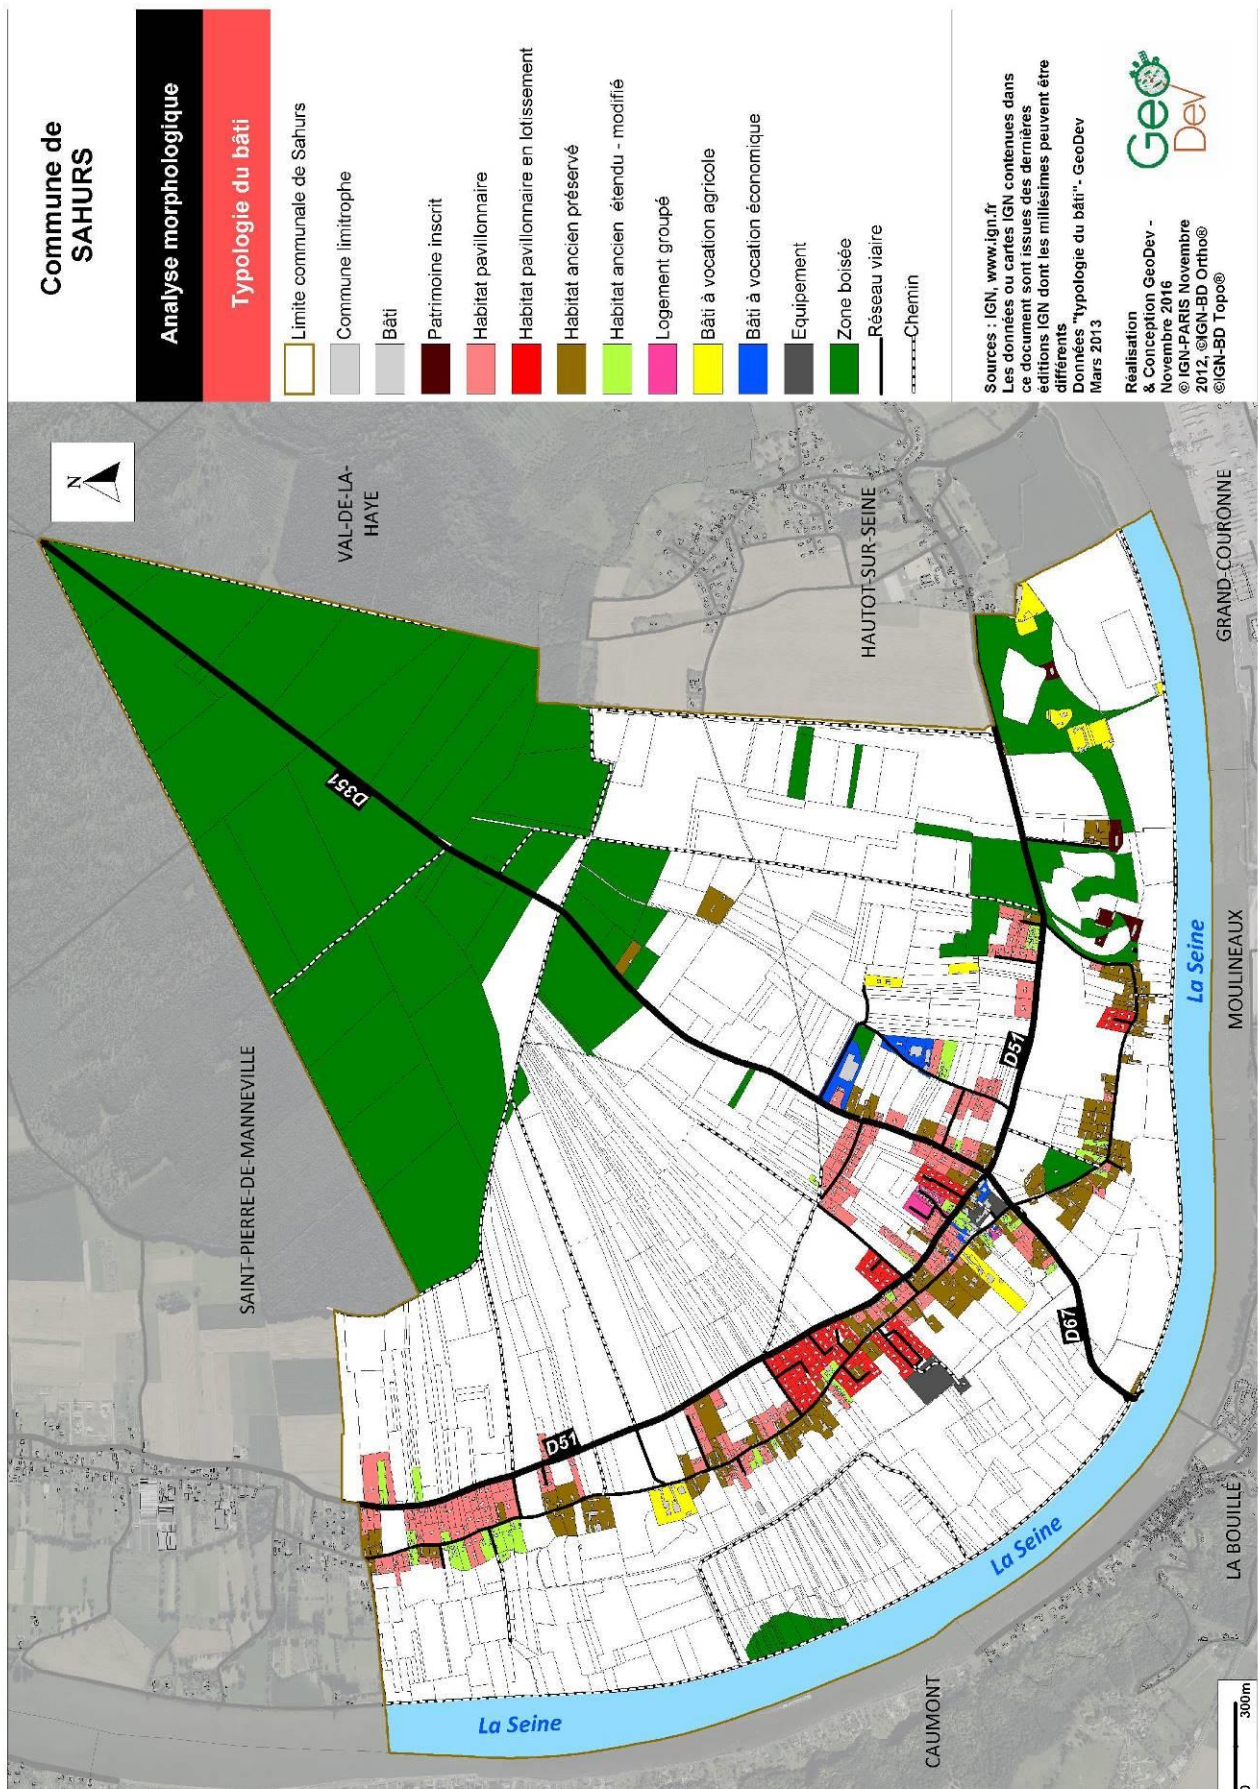 Commune de
SAHURS
Analyse morphologique
Typologie du bâti
Limite communale de Sahurs
Commune limitrophe
Bâti
Patrimoine inscrit
Habitat pavillonnaire
Habitat pavillonnaire en lotissement
Habitat ancien préservé
Habitat ancien étendu - modifié
Logement groupé
Bâti à vocation agricole
Bâti à vocation économique
Equipement
Zone boisée
Réseau viaire
Chemin
Sources : IGN, www.ign.fr
Les données ou cartes IGN contenues dans
ce document sont issues des dernières
éditions IGN dont les millésimes peuvent être
différents
Données "typologie du bâti"- GeoDev
Mars 2013
Réalisation
& Conception GeoDev -
Novembre 2016
© IGN-PARIS Novembre
2012, ©IGN-BD Ortho®
©IGN-BD Topo®
Geo
Dev
N
VAL-DE-LA-
HAYE
SAINT-PIERRE-DE-MANNEVILLE
HAUTOT-SUR-SEINE
GRAND-COURONNE
MOULINEAUX
LA BOUILLE
CAUMONT
D351
D51
D51
D67
La Seine
La Seine
La Seine
300m